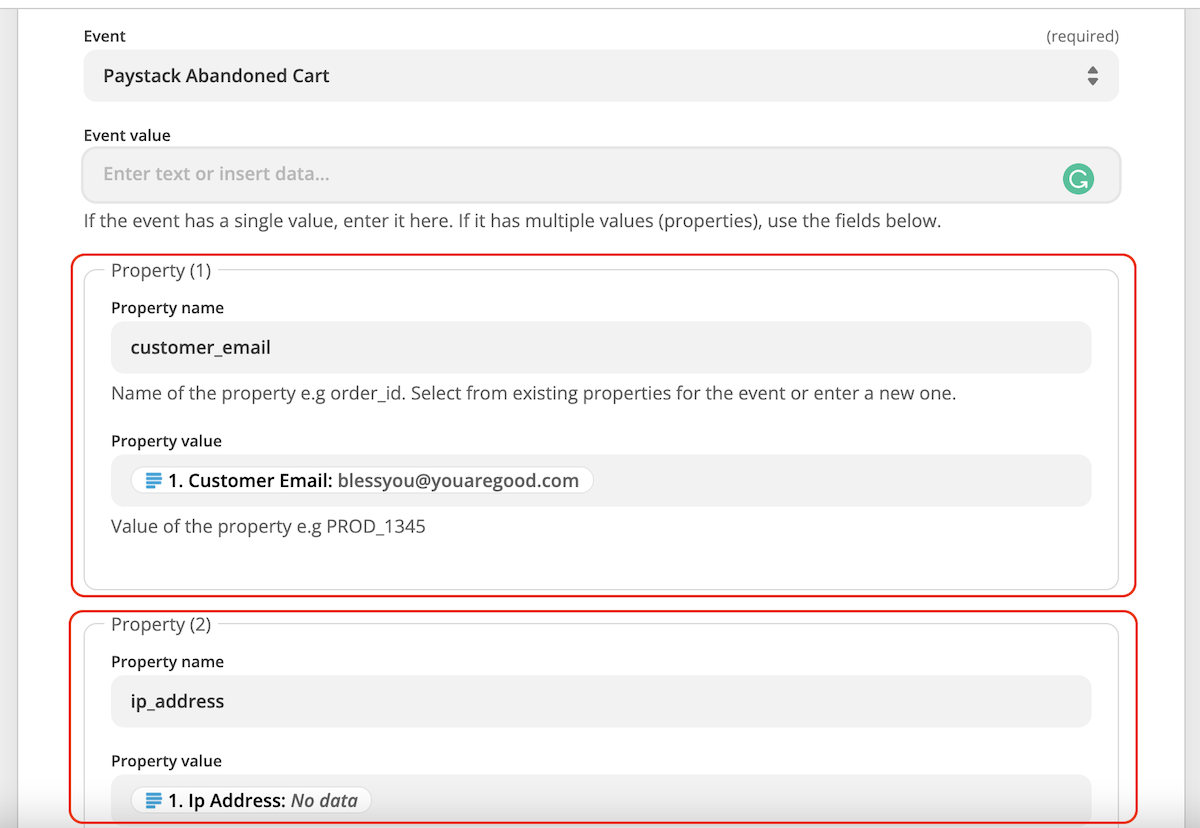 Event (required)
Paystack Abandoned Cart
Event value
Enter text or insert data...
If the event has a single value, enter it here. If it has multiple values (properties), use the fields below.
Property (1)
Property name
customer_email
Name of the property e.g order_id. Select from existing properties for the event or enter a new one.
Property value
1. Customer Email: blessyou@youaregood.com
Value of the property e.g PROD_1345
Property (2)
Property name
ip_address
Property value
1. Ip Address: No data